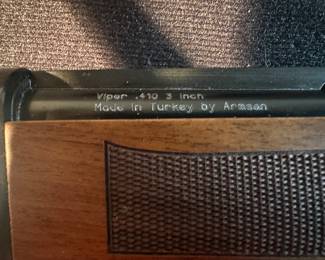 Viper .410 3 inch
Made in Turkey by Armsan